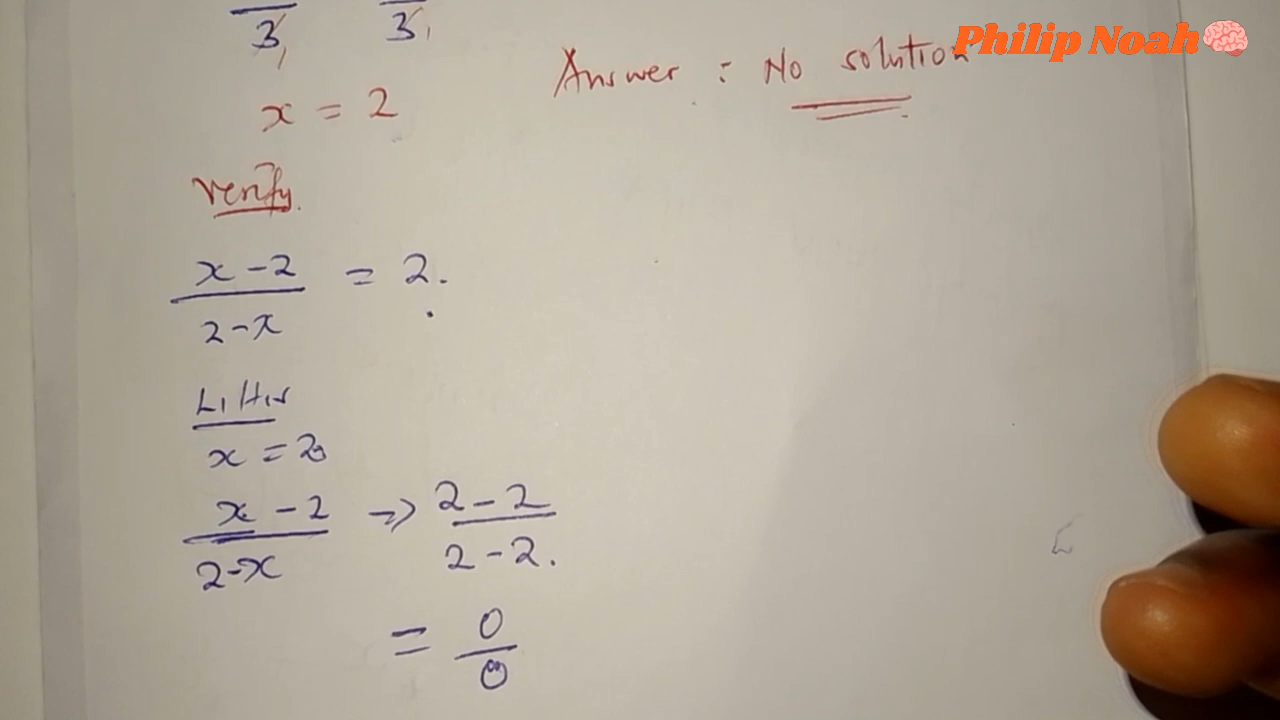 Philip Noah
3 3
x = 2
Answer : No solution
Verify.
x - 2 = 2.
2 - x
x = 2
x - 2 => 2 - 2
2 - x 2 - 2.
= 0
0